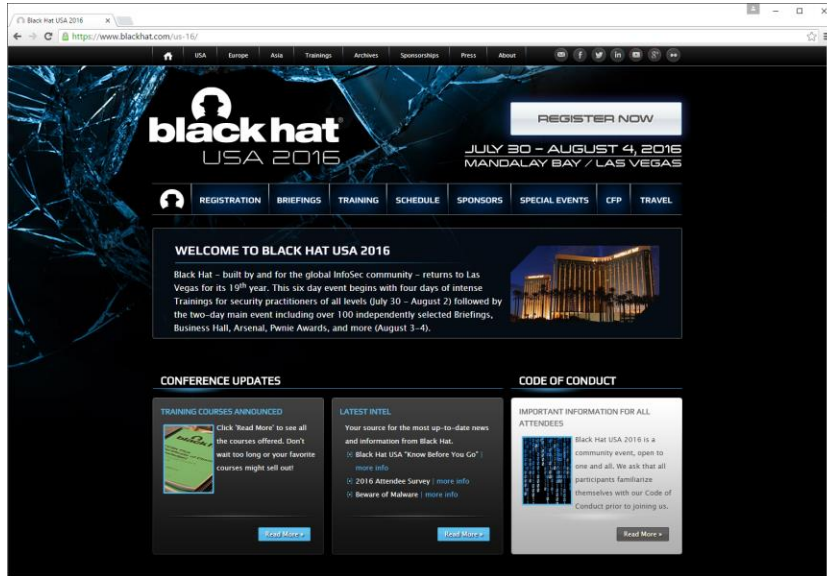 Black Hat USA 2016
https://www.blackhat.com/us-16/
USA Europe Asia Trainings Archives Sponsorships Press About
black hat®
USA 2016
REGISTER NOW
JULY 30 - AUGUST 4, 2016
MANDALAY BAY / LAS VEGAS
REGISTRATION BRIEFINGS TRAINING SCHEDULE SPONSORS SPECIAL EVENTS CFP TRAVEL
WELCOME TO BLACK HAT USA 2016
Black Hat – built by and for the global InfoSec community – returns to Las
Vegas for its 19th year. This six day event begins with four days of intense
Trainings for security practitioners of all levels (July 30 – August 2) followed by
the two-day main event including over 100 independently selected Briefings,
Business Hall, Arsenal, Pwnie Awards, and more (August 3-4).
CONFERENCE UPDATES
TRAINING COURSES ANNOUNCED
Click 'Read More' to see all
the courses offered. Don't
wait too long or your favorite
courses might sell out!
Read More »
LATEST INTEL
Your source for the most up-to-date news
and information from Black Hat.
Black Hat USA "Know Before You Go" |
more info
2016 Attendee Survey | more info
Beware of Malware | more info
Read More »
CODE OF CONDUCT
IMPORTANT INFORMATION FOR ALL
ATTENDEES
Black Hat USA 2016 is a
community event, open to
one and all. We ask that all
participants familiarize
themselves with our Code of
Conduct prior to joining us.
Read More »